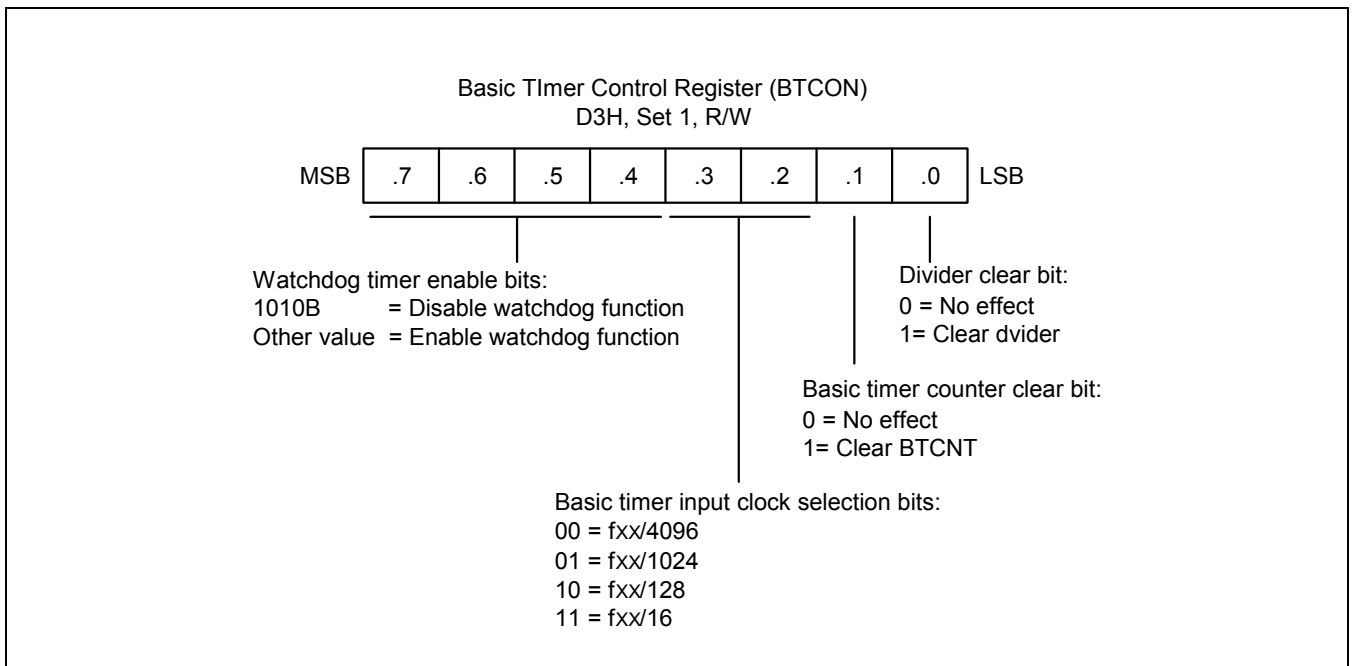 Basic TImer Control Register (BTCON)
D3H, Set 1, R/W
MSB .7 .6 .5 .4 .3 .2 .1 .0 LSB
Watchdog timer enable bits:
1010B = Disable watchdog function
Other value = Enable watchdog function
Divider clear bit:
0 = No effect
1= Clear dvider
Basic timer counter clear bit:
0 = No effect
1= Clear BTCNT
Basic timer input clock selection bits:
00 = fxx/4096
01 = fxx/1024
10 = fxx/128
11 = fxx/16